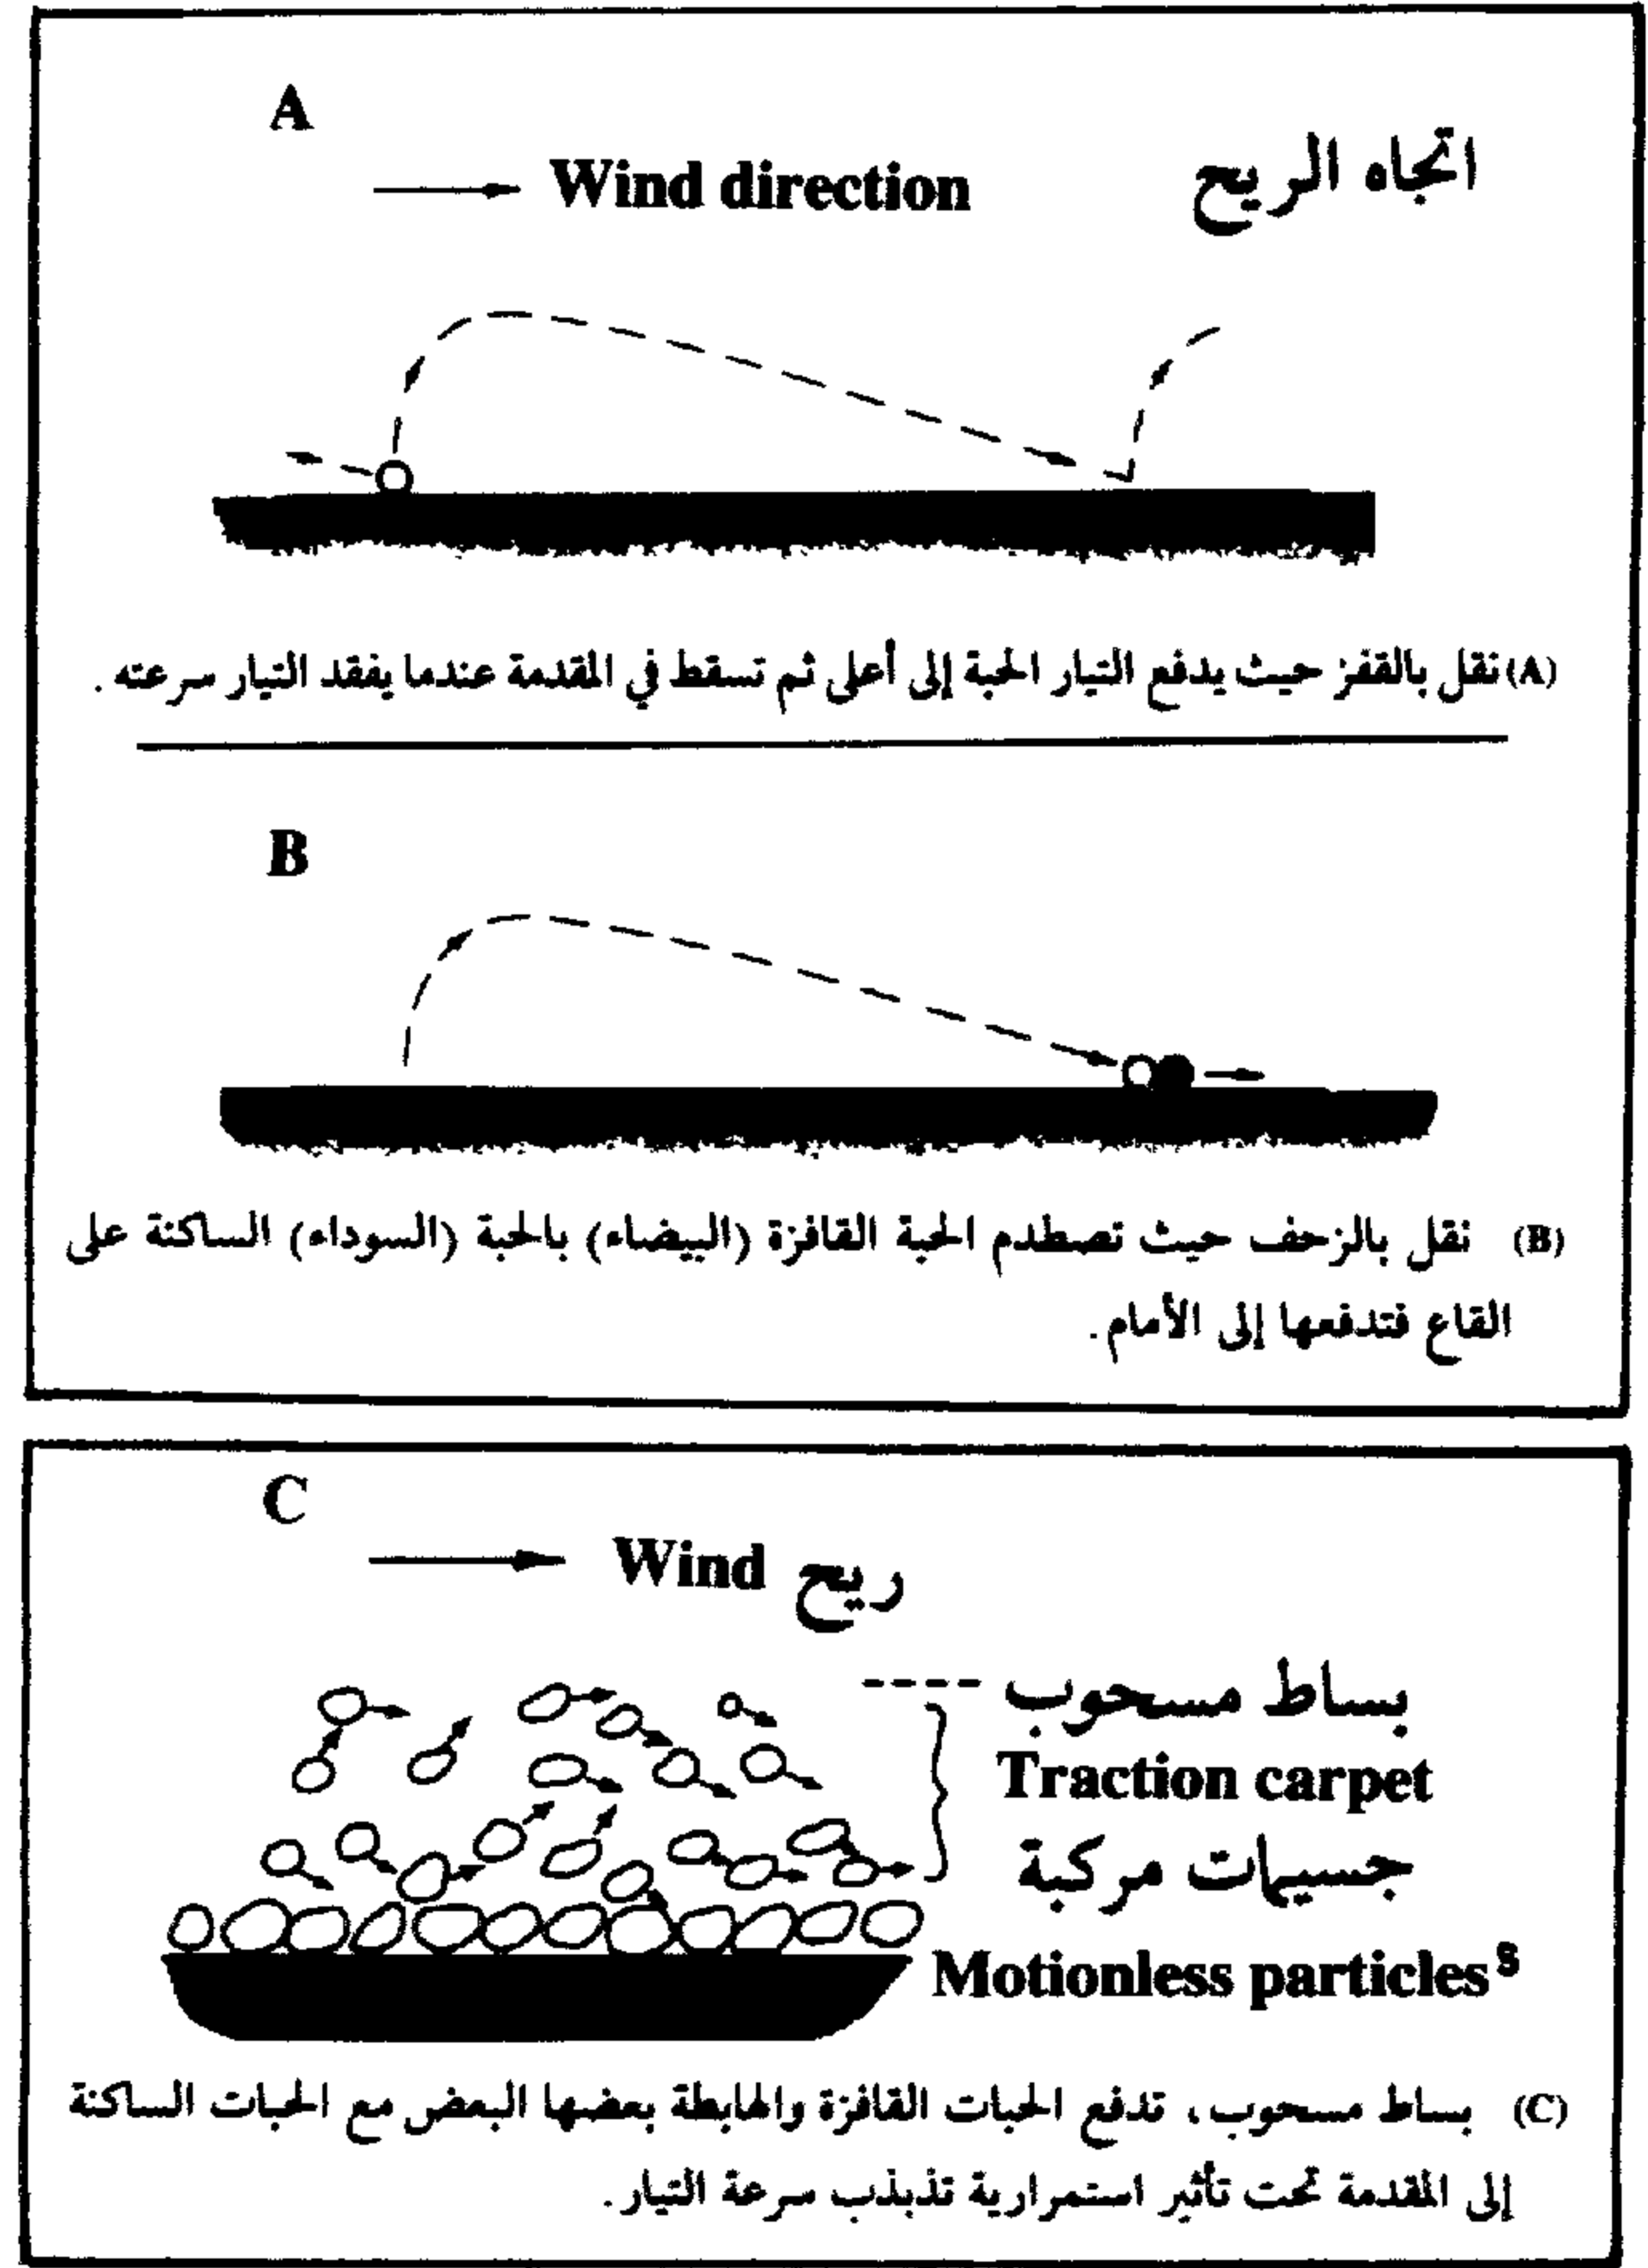 A
Wind direction اتجاه الريح
(A) نقل بالقفز حيث يدفع التيار الحبة إلى أعلى ثم تسقط في المقدمة عندما يفقد التيار سرعته .
B
(B) نقل بالزحف حيث تصطدم الحبة القافزة (البيضاء) بالحبة (السوداء) الساكنة على
القاع فتدفعها إلى الأمام .
C
Wind ريح
بساط مسحوب
Traction carpet
جسيمات مركبة
Motionless particles
(C) بساط مسحوب، تدفع الحبات القافزة والهابطة بعضها البعض مع الحبات الساكنة
إلى المقدمة تحت تأثير استمرارية تذبذب سرعة التيار .